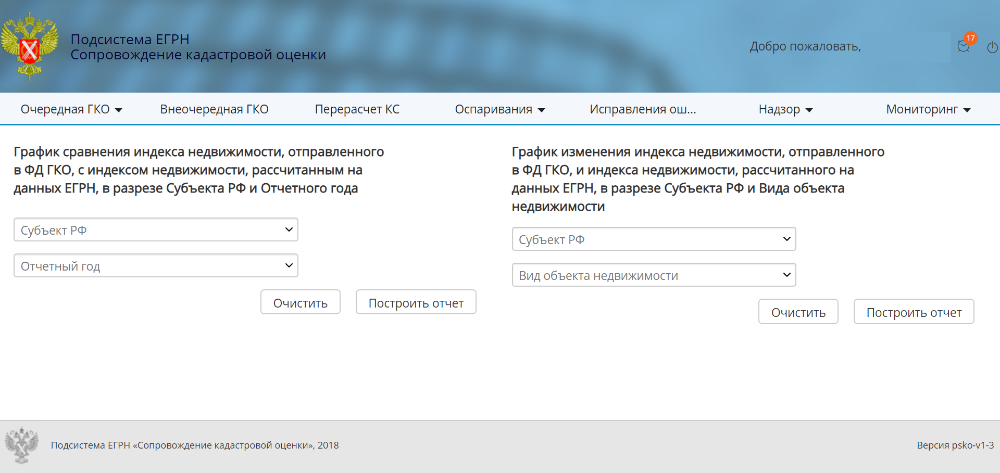 Подсистема ЕГРН
Сопровождение кадастровой оценки
Добро пожаловать,
17
Очередная ГКО
Внеочередная ГКО
Перерасчет КС
Оспаривания
Исправления ош...
Надзор
Мониторинг
График сравнения индекса недвижимости, отправленного
в ФД ГКО, с индексом недвижимости, рассчитанным на
данных ЕГРН, в разрезе Субъекта РФ и Отчетного года
Субъект РФ
Отчетный год
Очистить
Построить отчет
График изменения индекса недвижимости, отправленного
в ФД ГКО, и индекса недвижимости, рассчитанного на
данных ЕГРН, в разрезе Субъекта РФ и Вида объекта
недвижимости
Субъект РФ
Вид объекта недвижимости
Очистить
Построить отчет
Подсистема ЕГРН «Сопровождение кадастровой оценки», 2018
Версия psko-v1-3